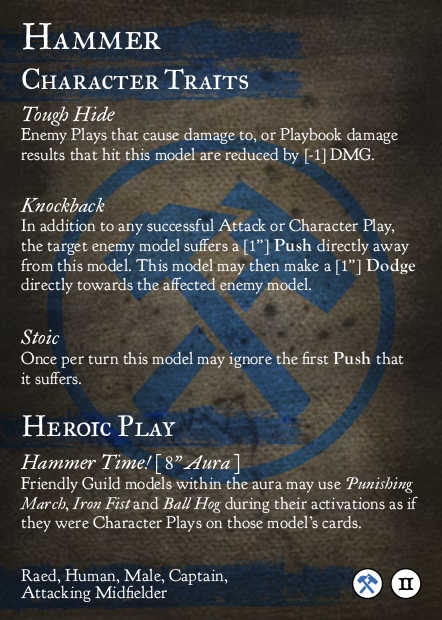 Hammer
Character Traits
Tough Hide
Enemy Plays that cause damage to, or Playbook damage
results that hit this model are reduced by [-1] DMG.
Knockback
In addition to any successful Attack or Character Play,
the target enemy model suffers a [1"] Push directly away
from this model. This model may then make a [1"] Dodge
directly towards the affected enemy model.
Stoic
Once per turn this model may ignore the first Push that
it suffers.
Heroic Play
Hammer Time! [ 8" Aura ]
Friendly Guild models within the aura may use Punishing
March, Iron Fist and Ball Hog during their activations as if
they were Character Plays on those model's cards.
Raed, Human, Male, Captain,
Attacking Midfielder
II